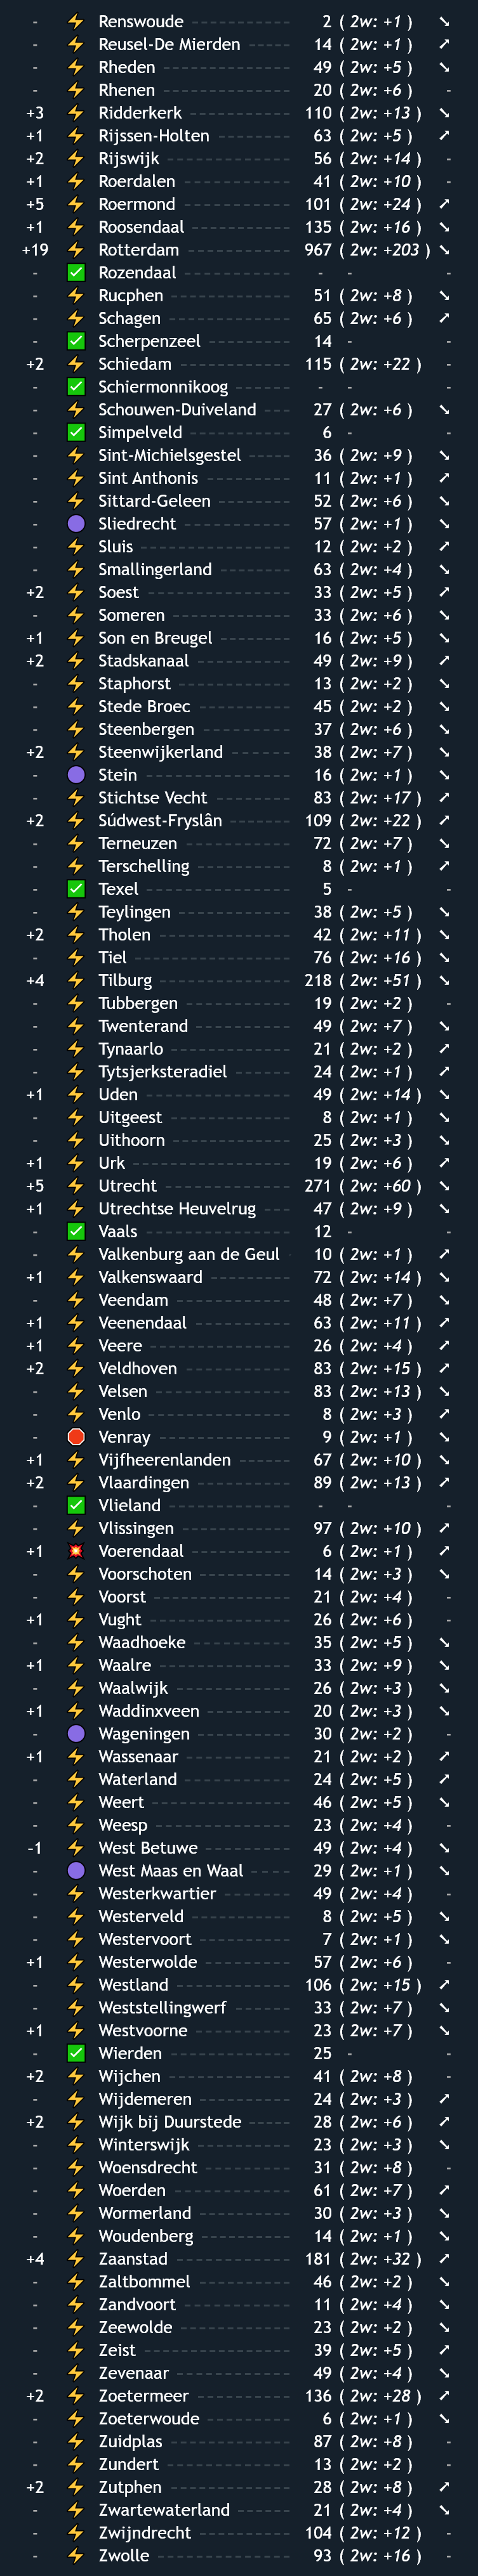 - ⚡ Renswoude 2 ( 2w: +1 ) ↘
- ⚡ Reusel-De Mierden 14 ( 2w: +1 ) ↗
- ⚡ Rheden 49 ( 2w: +5 ) ↘
- ⚡ Rhenen 20 ( 2w: +6 ) -
+3 ⚡ Ridderkerk 110 ( 2w: +13 ) ↘
+1 ⚡ Rijssen-Holten 63 ( 2w: +5 ) ↗
+2 ⚡ Rijswijk 56 ( 2w: +14 ) -
+1 ⚡ Roerdalen 41 ( 2w: +10 ) -
+5 ⚡ Roermond 101 ( 2w: +24 ) ↗
+1 ⚡ Roosendaal 135 ( 2w: +16 ) ↘
+19 ⚡ Rotterdam 967 ( 2w: +203 ) ↘
- ✅ Rozendaal - - -
- ⚡ Rucphen 51 ( 2w: +8 ) ↘
- ⚡ Schagen 65 ( 2w: +6 ) ↗
- ✅ Scherpenzeel 14 - -
+2 ⚡ Schiedam 115 ( 2w: +22 ) -
- ✅ Schiermonnikoog - - -
- ⚡ Schouwen-Duiveland 27 ( 2w: +6 ) ↘
- ✅ Simpelveld 6 - -
- ⚡ Sint-Michielsgestel 36 ( 2w: +9 ) ↘
- ⚡ Sint Anthonis 11 ( 2w: +1 ) ↗
- ⚡ Sittard-Geleen 52 ( 2w: +6 ) ↘
- 🟣 Sliedrecht 57 ( 2w: +1 ) ↘
- ⚡ Sluis 12 ( 2w: +2 ) ↗
- ⚡ Smallingerland 63 ( 2w: +4 ) ↘
+2 ⚡ Soest 33 ( 2w: +5 ) ↗
- ⚡ Someren 33 ( 2w: +6 ) ↘
+1 ⚡ Son en Breugel 16 ( 2w: +5 ) ↘
+2 ⚡ Stadskanaal 49 ( 2w: +9 ) ↗
- ⚡ Staphorst 13 ( 2w: +2 ) ↘
- ⚡ Stede Broec 45 ( 2w: +2 ) ↘
- ⚡ Steenbergen 37 ( 2w: +6 ) ↘
+2 ⚡ Steenwijkerland 38 ( 2w: +7 ) ↘
- 🟣 Stein 16 ( 2w: +1 ) ↘
- ⚡ Stichtse Vecht 83 ( 2w: +17 ) ↗
+2 ⚡ Súdwest-Fryslân 109 ( 2w: +22 ) ↗
- ⚡ Terneuzen 72 ( 2w: +7 ) ↘
- ⚡ Terschelling 8 ( 2w: +1 ) ↗
- ✅ Texel 5 - -
- ⚡ Teylingen 38 ( 2w: +5 ) ↘
+2 ⚡ Tholen 42 ( 2w: +11 ) ↘
- ⚡ Tiel 76 ( 2w: +16 ) ↘
+4 ⚡ Tilburg 218 ( 2w: +51 ) ↘
- ⚡ Tubbergen 19 ( 2w: +2 ) -
- ⚡ Twenterand 49 ( 2w: +7 ) ↘
- ⚡ Tynaarlo 21 ( 2w: +2 ) ↗
- ⚡ Tytsjerksteradiel 24 ( 2w: +1 ) ↗
+1 ⚡ Uden 49 ( 2w: +14 ) ↘
- ⚡ Uitgeest 8 ( 2w: +1 ) ↘
- ⚡ Uithoorn 25 ( 2w: +3 ) ↘
+1 ⚡ Urk 19 ( 2w: +6 ) ↗
+5 ⚡ Utrecht 271 ( 2w: +60 ) ↘
+1 ⚡ Utrechtse Heuvelrug 47 ( 2w: +9 ) ↘
- ✅ Vaals 12 - -
- ⚡ Valkenburg aan de Geul 10 ( 2w: +1 ) ↗
+1 ⚡ Valkenswaard 72 ( 2w: +14 ) ↘
- ⚡ Veendam 48 ( 2w: +7 ) ↘
+1 ⚡ Veenendaal 63 ( 2w: +11 ) ↗
+1 ⚡ Veere 26 ( 2w: +4 ) ↗
+2 ⚡ Veldhoven 83 ( 2w: +15 ) ↗
- ⚡ Velsen 83 ( 2w: +13 ) ↘
- ⚡ Venlo 8 ( 2w: +3 ) ↗
- 🛑 Venray 9 ( 2w: +1 ) ↘
+1 ⚡ Vijfheerenlanden 67 ( 2w: +10 ) ↘
+2 ⚡ Vlaardingen 89 ( 2w: +13 ) ↗
- ✅ Vlieland - - -
- ⚡ Vlissingen 97 ( 2w: +10 ) ↗
+1 💥 Voerendaal 6 ( 2w: +1 ) ↗
- ⚡ Voorschoten 14 ( 2w: +3 ) ↘
- ⚡ Voorst 21 ( 2w: +4 ) -
+1 ⚡ Vught 26 ( 2w: +6 ) -
- ⚡ Waadhoeke 35 ( 2w: +5 ) ↘
+1 ⚡ Waalre 33 ( 2w: +9 ) ↘
- ⚡ Waalwijk 26 ( 2w: +3 ) ↘
+1 ⚡ Waddinxveen 20 ( 2w: +3 ) ↘
- 🟣 Wageningen 30 ( 2w: +2 ) -
+1 ⚡ Wassenaar 21 ( 2w: +2 ) ↗
- ⚡ Waterland 24 ( 2w: +5 ) ↗
- ⚡ Weert 46 ( 2w: +5 ) ↘
- ⚡ Weesp 23 ( 2w: +4 ) -
-1 ⚡ West Betuwe 49 ( 2w: +4 ) ↘
- 🟣 West Maas en Waal 29 ( 2w: +1 ) ↘
- ⚡ Westerkwartier 49 ( 2w: +4 ) -
- ⚡ Westerveld 8 ( 2w: +5 ) ↘
- ⚡ Westervoort 7 ( 2w: +1 ) ↘
+1 ⚡ Westerwolde 57 ( 2w: +6 ) -
- ⚡ Westland 106 ( 2w: +15 ) ↗
- ⚡ Weststellingwerf 33 ( 2w: +7 ) ↘
+1 ⚡ Westvoorne 23 ( 2w: +7 ) ↘
- ✅ Wierden 25 - -
+2 ⚡ Wijchen 41 ( 2w: +8 ) -
- ⚡ Wijdemeren 24 ( 2w: +3 ) ↗
+2 ⚡ Wijk bij Duurstede 28 ( 2w: +6 ) ↗
- ⚡ Winterswijk 23 ( 2w: +3 ) ↘
- ⚡ Woensdrecht 31 ( 2w: +8 ) -
- ⚡ Woerden 61 ( 2w: +7 ) ↗
- ⚡ Wormerland 30 ( 2w: +3 ) ↘
- ⚡ Woudenberg 14 ( 2w: +1 ) ↘
+4 ⚡ Zaanstad 181 ( 2w: +32 ) ↗
- ⚡ Zaltbommel 46 ( 2w: +2 ) ↘
- ⚡ Zandvoort 11 ( 2w: +4 ) ↘
- ⚡ Zeewolde 23 ( 2w: +2 ) ↘
- ⚡ Zeist 39 ( 2w: +5 ) ↗
- ⚡ Zevenaar 49 ( 2w: +4 ) ↘
+2 ⚡ Zoetermeer 136 ( 2w: +28 ) ↗
- ⚡ Zoeterwoude 6 ( 2w: +1 ) ↘
- ⚡ Zuidplas 87 ( 2w: +8 ) -
- ⚡ Zundert 13 ( 2w: +2 ) -
+2 ⚡ Zutphen 28 ( 2w: +8 ) ↗
- ⚡ Zwartewaterland 21 ( 2w: +4 ) ↘
- ⚡ Zwijndrecht 104 ( 2w: +12 ) -
- ⚡ Zwolle 93 ( 2w: +16 ) -